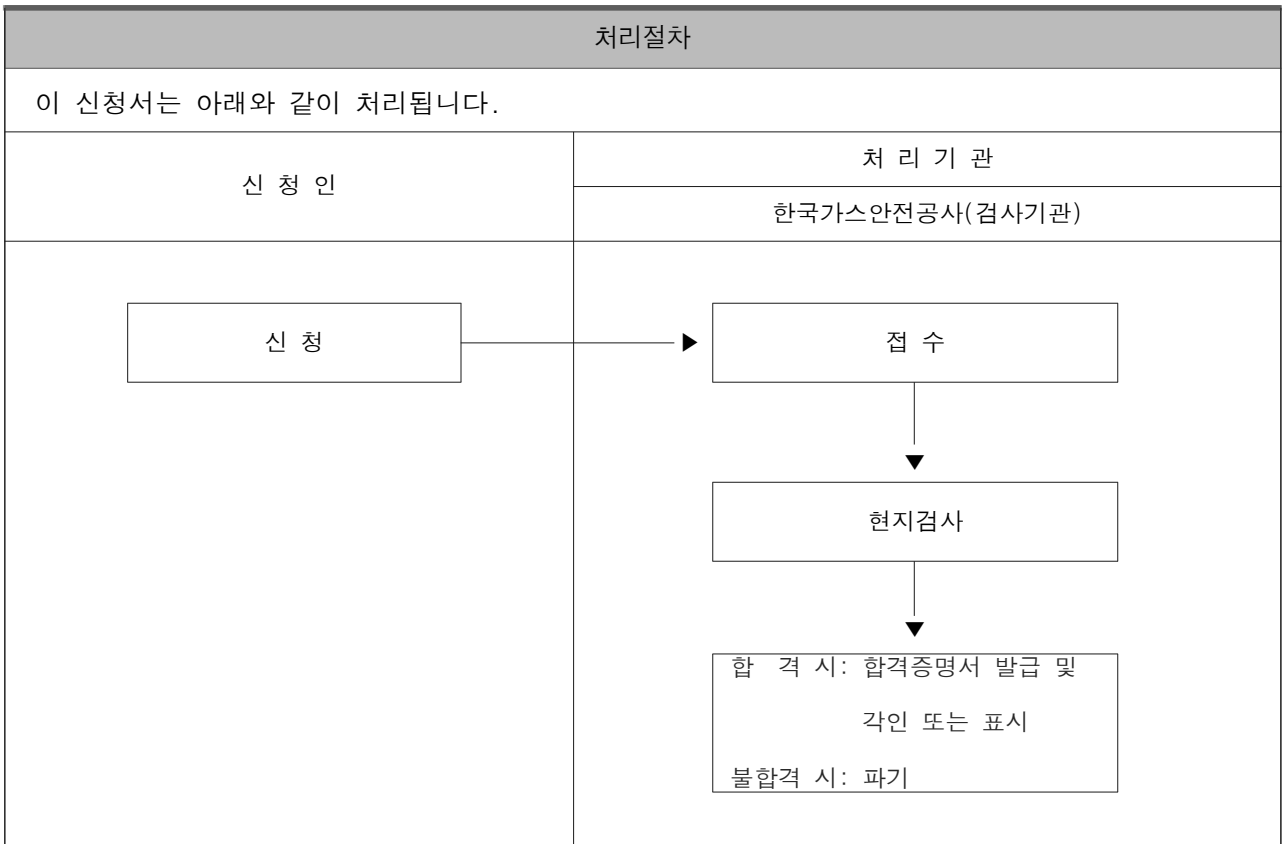 처리절차
이 신청서는 아래와 같이 처리됩니다.
신 청 인
처 리 기 관
한국가스안전공사(검사기관)
신 청
접 수
현지검사
합 격 시: 합격증명서 발급 및
각인 또는 표시
불합격 시: 파기